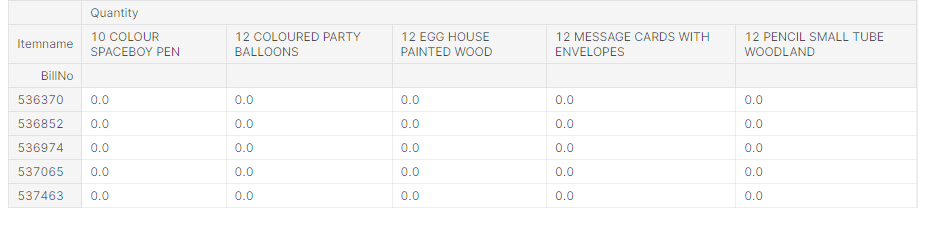 Quantity
Itemname 10 COLOUR SPACEBOY PEN 12 COLOURED PARTY BALLOONS 12 EGG HOUSE PAINTED WOOD 12 MESSAGE CARDS WITH ENVELOPES 12 PENCIL SMALL TUBE WOODLAND
BillNo
536370 0.0 0.0 0.0 0.0 0.0
536852 0.0 0.0 0.0 0.0 0.0
536974 0.0 0.0 0.0 0.0 0.0
537065 0.0 0.0 0.0 0.0 0.0
537463 0.0 0.0 0.0 0.0 0.0